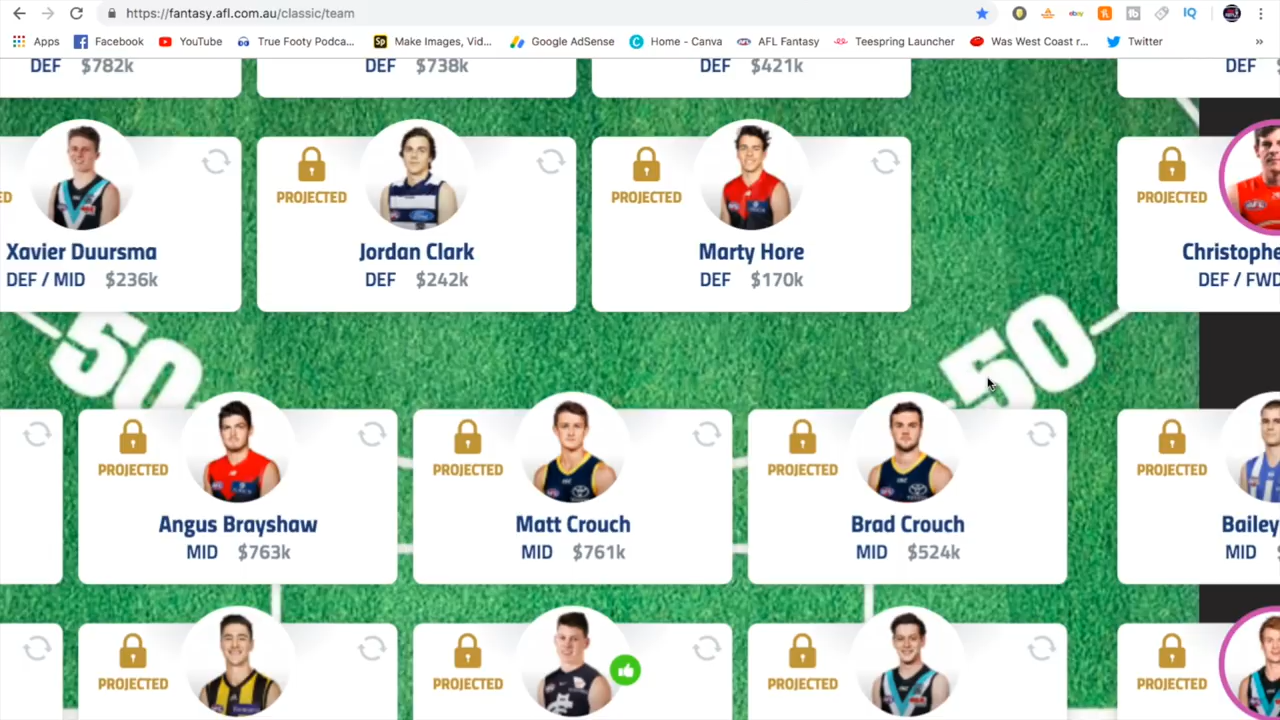 https://fantasy.afl.com.au/classic/team
Apps Facebook YouTube True Footy Podca... Make Images, Vid... Google AdSense Home - Canva AFL Fantasy Teespring Launcher Was West Coast r... Twitter »
DEF $782k DEF $738k DEF $421k DEF
PROJECTED PROJECTED PROJECTED
Xavier Duursma Jordan Clark Marty Hore Christophe
DEF / MID $236k DEF $242k DEF $170k DEF / FWD
50 50
PROJECTED PROJECTED PROJECTED PROJECTED
Angus Brayshaw Matt Crouch Brad Crouch Bailey
MID $763k MID $761k MID $524k MID
PROJECTED PROJECTED PROJECTED PROJECTED